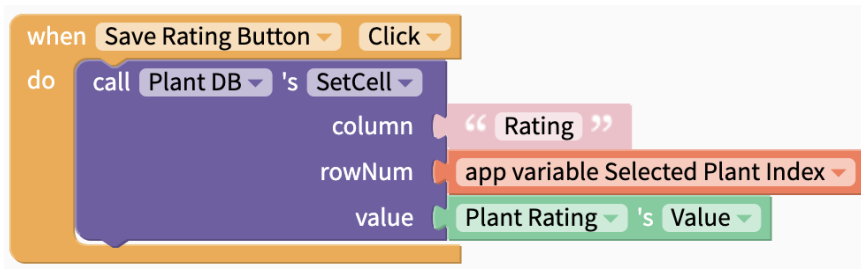 when Save Rating Button Click
do call Plant DB 's SetCell
column “ Rating ”
rowNum app variable Selected Plant Index
value Plant Rating 's Value